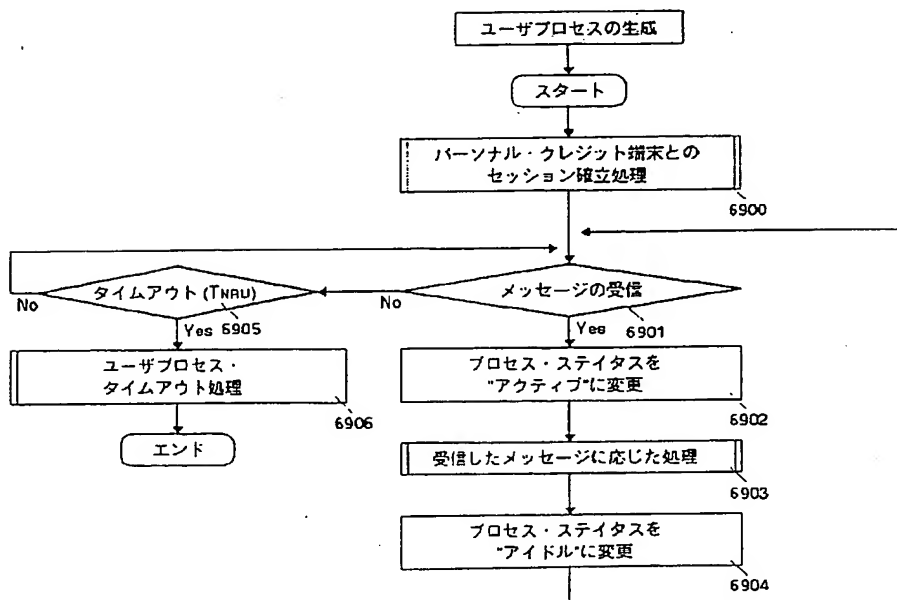 ユーザプロセスの生成
スタート
パーソナル・クレジット端末との
セッション確立処理
6900
メッセージの受信
6901
No
Yes
タイムアウト (TNAU)
6905
No
Yes
ユーザプロセス・
タイムアウト処理
6906
エンド
プロセス・ステイタスを
"アクティブ"に変更
6902
受信したメッセージに応じた処理
6903
プロセス・ステイタスを
"アイドル"に変更
6904